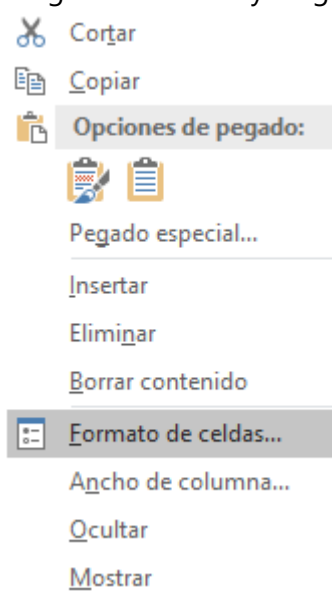 Cortar
Copiar
Opciones de pegado:
Pegado especial...
Insertar
Eliminar
Borrar contenido
Formato de celdas...
Ancho de columna...
Ocultar
Mostrar